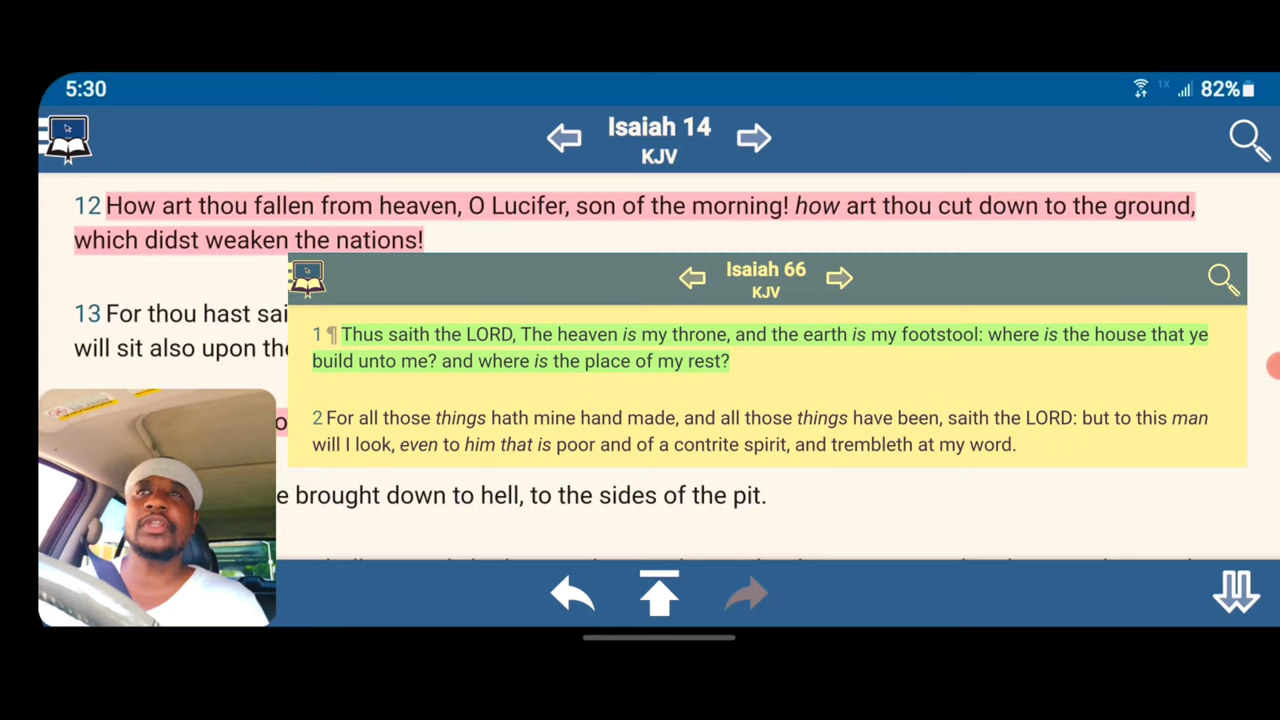 5:30
1X
82%
Isaiah 14
KJV
12 How art thou fallen from heaven, O Lucifer, son of the morning! how art thou cut down to the ground,
which didst weaken the nations!
13 For thou hast sai
will sit also upon the
Isaiah 66
KJV
1 ¶ Thus saith the LORD, The heaven is my throne, and the earth is my footstool: where is the house that ye
build unto me? and where is the place of my rest?
2 For all those things hath mine hand made, and all those things have been, saith the LORD: but to this man
will I look, even to him that is poor and of a contrite spirit, and trembleth at my word.
e brought down to hell, to the sides of the pit.